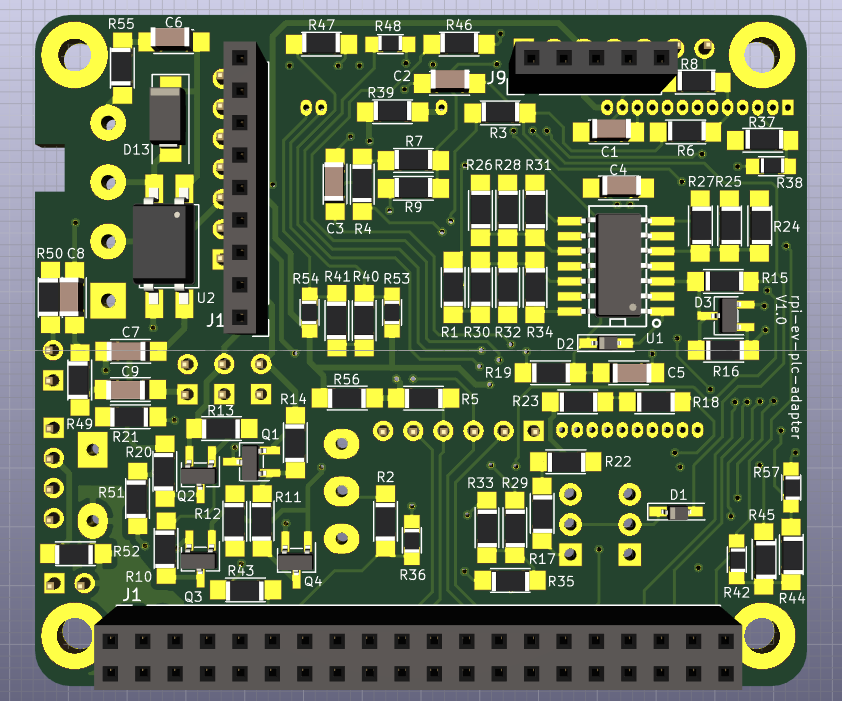 R55
C6
R47
R48
R46
C2
J9
R8
R39
R3
C1
R6
R37
D13
R7
R38
R26
R28
R31
C4
R27
R25
R9
C3
R4
R24
R50
C8
U2
R54
R41
R40
R53
D3
R15
J1
R1
R30
R32
R34
U1
D2
R16
rpi-ev-plc-adapter
V1.0
C7
C9
R56
R5
R19
C5
R49
R21
R13
R14
R23
R18
Q1
R20
R22
R57
R51
Q2
R12
R11
R2
R33
R29
D1
R45
R52
R17
R10
R36
Q3
R43
Q4
R35
R42
R44
J1